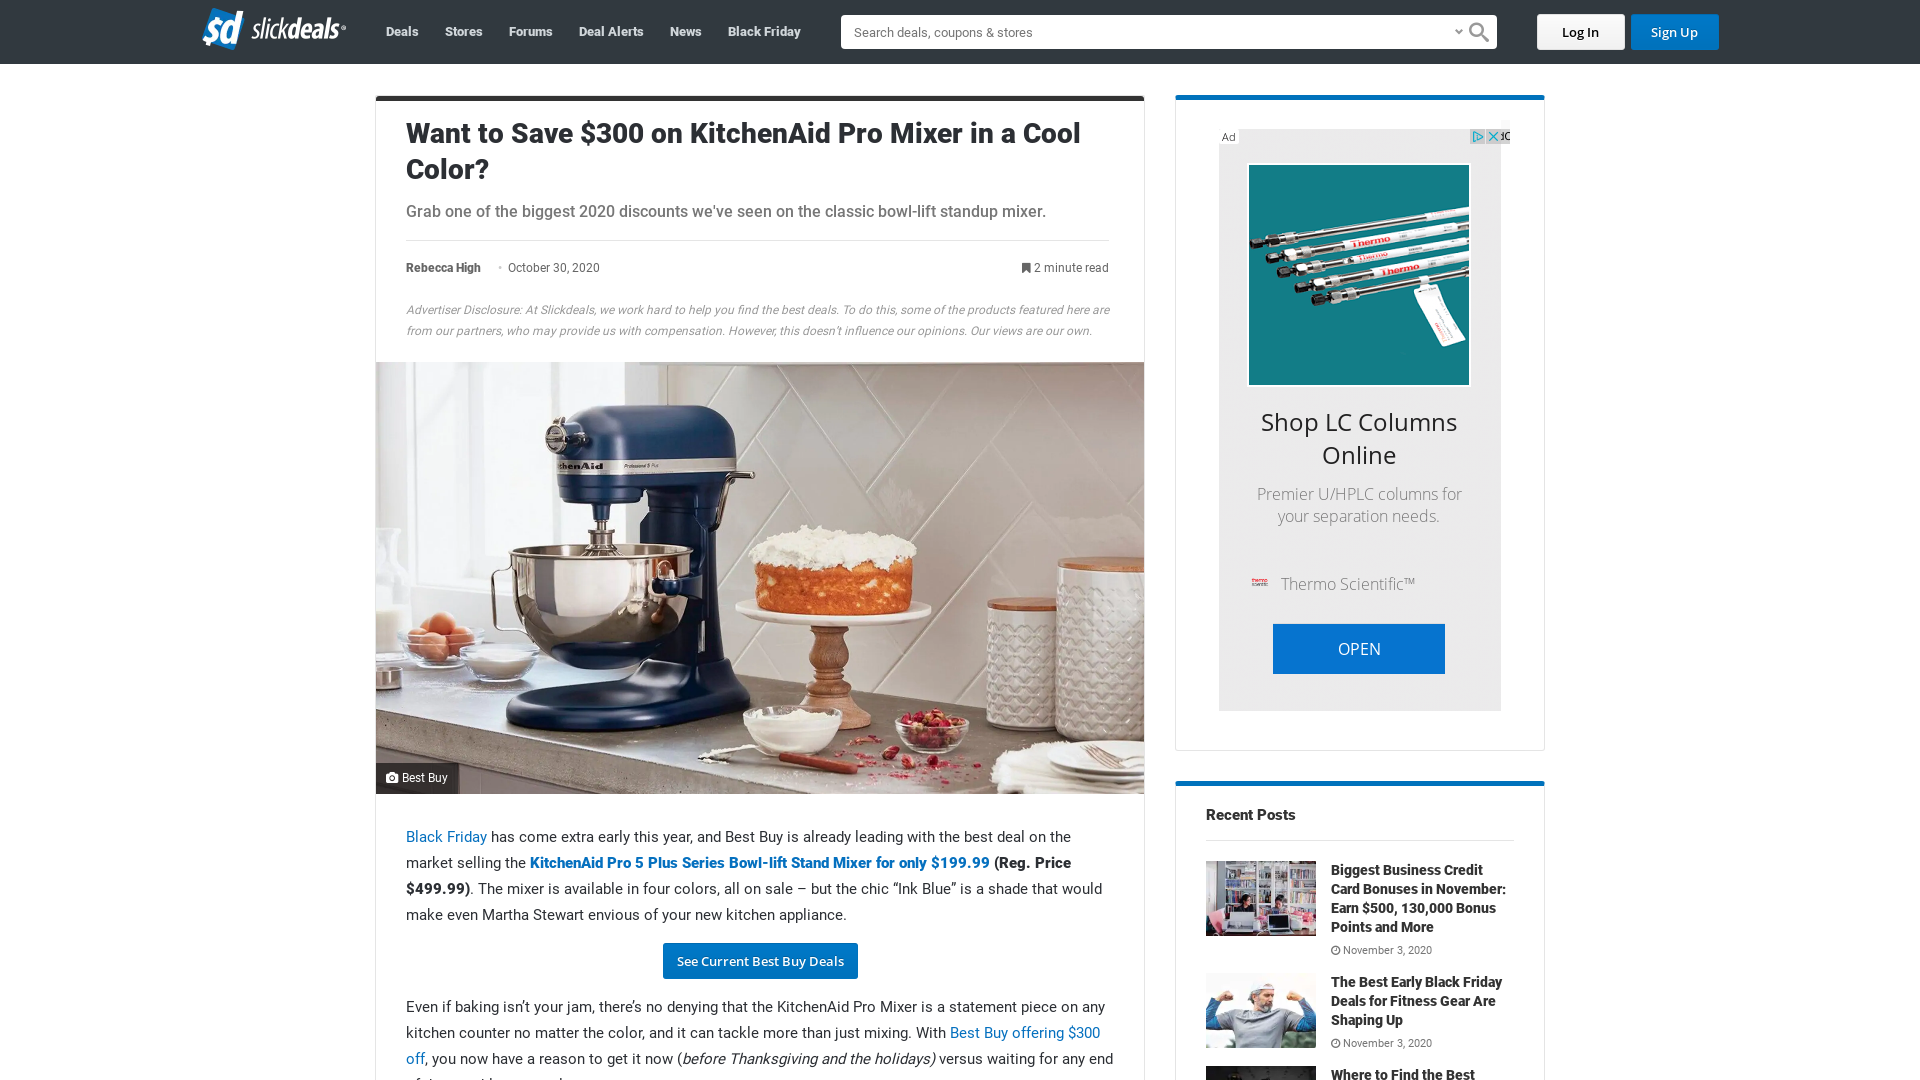 sd slickdeals
Deals
Stores
Forums
Deal Alerts
News
Black Friday
Search deals, coupons & stores
Log In
Sign Up
Want to Save $300 on KitchenAid Pro Mixer in a Cool
Color?
Grab one of the biggest 2020 discounts we've seen on the classic bowl-lift standup mixer.
Rebecca High • October 30, 2020
2 minute read
Advertiser Disclosure: At Slickdeals, we work hard to help you find the best deals. To do this, some of the products featured here are
from our partners, who may provide us with compensation. However, this doesn't influence our opinions. Our views are our own.
Best Buy
Black Friday has come extra early this year, and Best Buy is already leading with the best deal on the
market selling the KitchenAid Pro 5 Plus Series Bowl-lift Stand Mixer for only $199.99 (Reg. Price
$499.99). The mixer is available in four colors, all on sale – but the chic “Ink Blue” is a shade that would
make even Martha Stewart envious of your new kitchen appliance.
See Current Best Buy Deals
Even if baking isn’t your jam, there’s no denying that the KitchenAid Pro Mixer is a statement piece on any
kitchen counter no matter the color, and it can tackle more than just mixing. With Best Buy offering $300
off, you now have a reason to get it now (before Thanksgiving and the holidays) versus waiting for any end
Ad
Thermo
Thermo
Thermo
Shop LC Columns
Online
Premier U/HPLC columns for
your separation needs.
Thermo Scientific™
OPEN
Recent Posts
Biggest Business Credit
Card Bonuses in November:
Earn $500, 130,000 Bonus
Points and More
November 3, 2020
The Best Early Black Friday
Deals for Fitness Gear Are
Shaping Up
November 3, 2020
Where to Find the Best